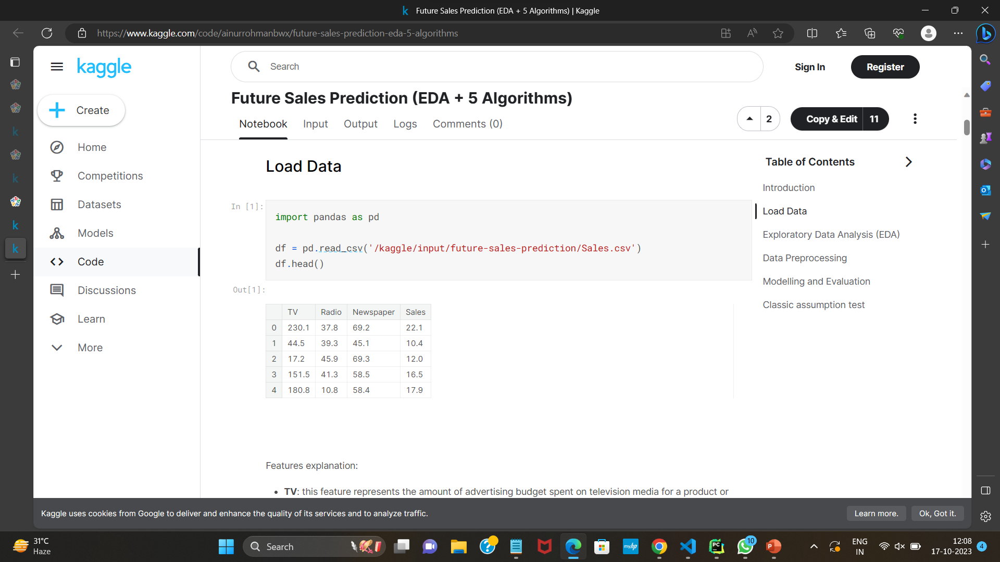 Future Sales Prediction (EDA + 5 Algorithms) | Kaggle
https://www.kaggle.com/code/ainurrohmanbwx/future-sales-prediction-eda-5-algorithms
kaggle
Search
Sign In
Register
Create
Home
Competitions
Datasets
Models
Code
Discussions
Learn
More
Future Sales Prediction (EDA + 5 Algorithms)
Notebook Input Output Logs Comments (0)
2
Copy & Edit 11
Load Data
In [1]:
import pandas as pd
df = pd.read_csv('/kaggle/input/future-sales-prediction/Sales.csv')
df.head()
Out[1]:
TV Radio Newspaper Sales
0 230.1 37.8 69.2 22.1
1 44.5 39.3 45.1 10.4
2 17.2 45.9 69.3 12.0
3 151.5 41.3 58.5 16.5
4 180.8 10.8 58.4 17.9
Features explanation:
• TV: this feature represents the amount of advertising budget spent on television media for a product or
Table of Contents
Introduction
Load Data
Exploratory Data Analysis (EDA)
Data Preprocessing
Modelling and Evaluation
Classic assumption test
Kaggle uses cookies from Google to deliver and enhance the quality of its services and to analyze traffic.
Learn more.
Ok, Got it.
31°C
Haze
Search
myhp
PC
10
P
ENG
IN
12:08
17-10-2023
4